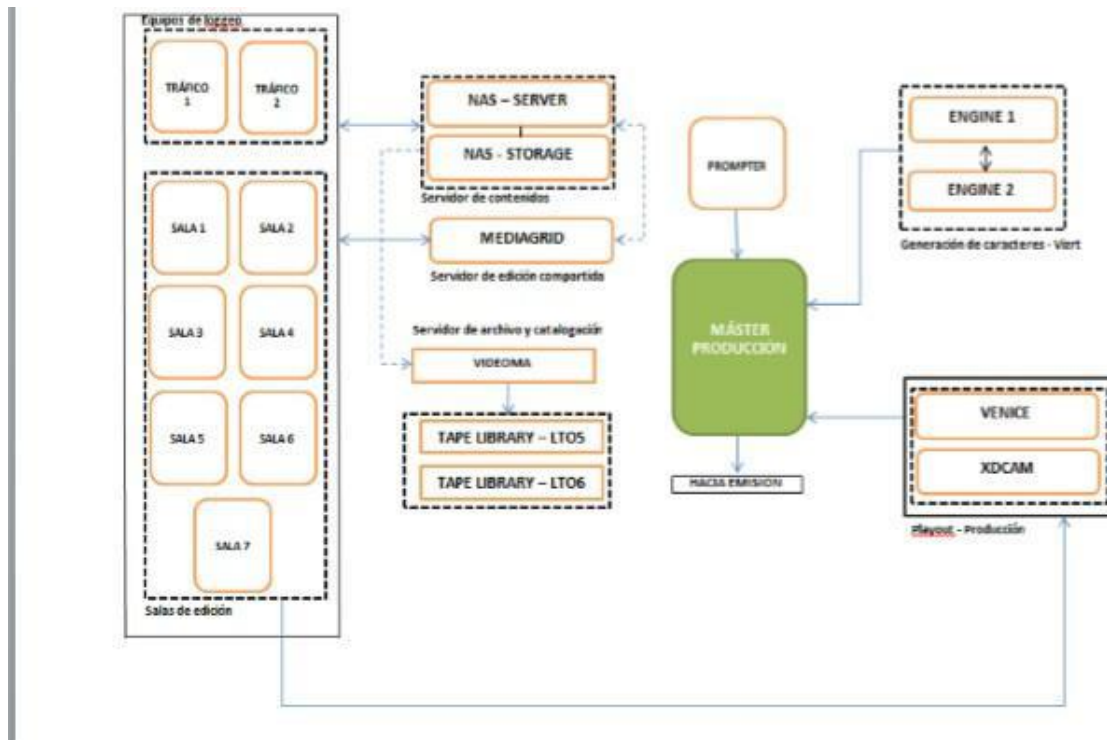 Equipos de loggeo
TRÁFICO
1
TRÁFICO
2
SALA 1
SALA 2
SALA 3
SALA 4
SALA 5
SALA 6
SALA 7
Salas de edición
NAS – SERVER
NAS - STORAGE
Servidor de contenidos
MEDIAGRID
Servidor de edición compartida
Servidor de archivo y catalogación
VIDEOMA
TAPE LIBRARY – LTO5
TAPE LIBRARY – LTO6
PROMPTER
MÁSTER
PRODUCCIÓN
HACIA EMISION
ENGINE 1
ENGINE 2
Generación de caracteres - Vizrt
VENICE
XDCAM
Playout - Producción